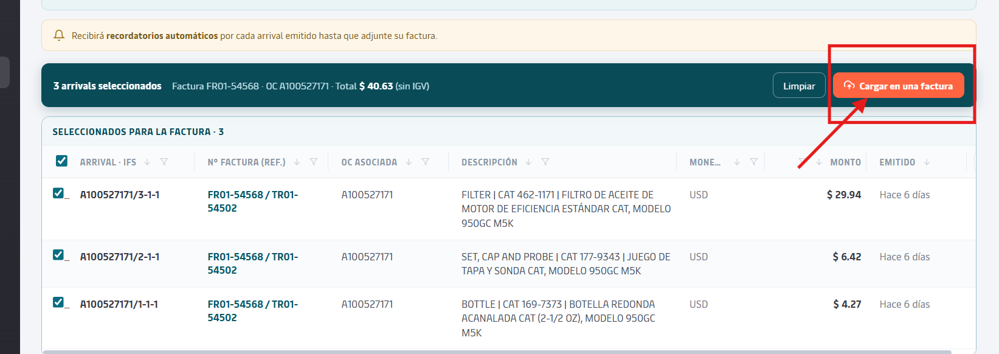 Recibirá recordatorios automáticos por cada arrival emitido hasta que adjunte su factura.
3 arrivals seleccionados Factura FR01-54568 · OC A100527171 · Total $ 40.63 (sin IGV) Limpiar Cargar en una factura
SELECCIONADOS PARA LA FACTURA · 3
ARRIVAL · IFS Nº FACTURA (REF.) OC ASOCIADA DESCRIPCIÓN MONE... MONTO EMITIDO
... A100527171/3-1-1 FR01-54568 / TR01- A100527171 FILTER | CAT 462-1171 | FILTRO DE ACEITE DE USD $ 29.94 Hace 6 días
54502 MOTOR DE EFICIENCIA ESTÁNDAR CAT, MODELO
950GC M5K
... A100527171/2-1-1 FR01-54568 / TR01- A100527171 SET, CAP AND PROBE | CAT 177-9343 | JUEGO DE USD $ 6.42 Hace 6 días
54502 TAPA Y SONDA CAT, MODELO 950GC M5K
... A100527171/1-1-1 FR01-54568 / TR01- A100527171 BOTTLE | CAT 169-7373 | BOTELLA REDONDA USD $ 4.27 Hace 6 días
54502 ACANALADA CAT (2-1/2 OZ), MODELO 950GC
M5K